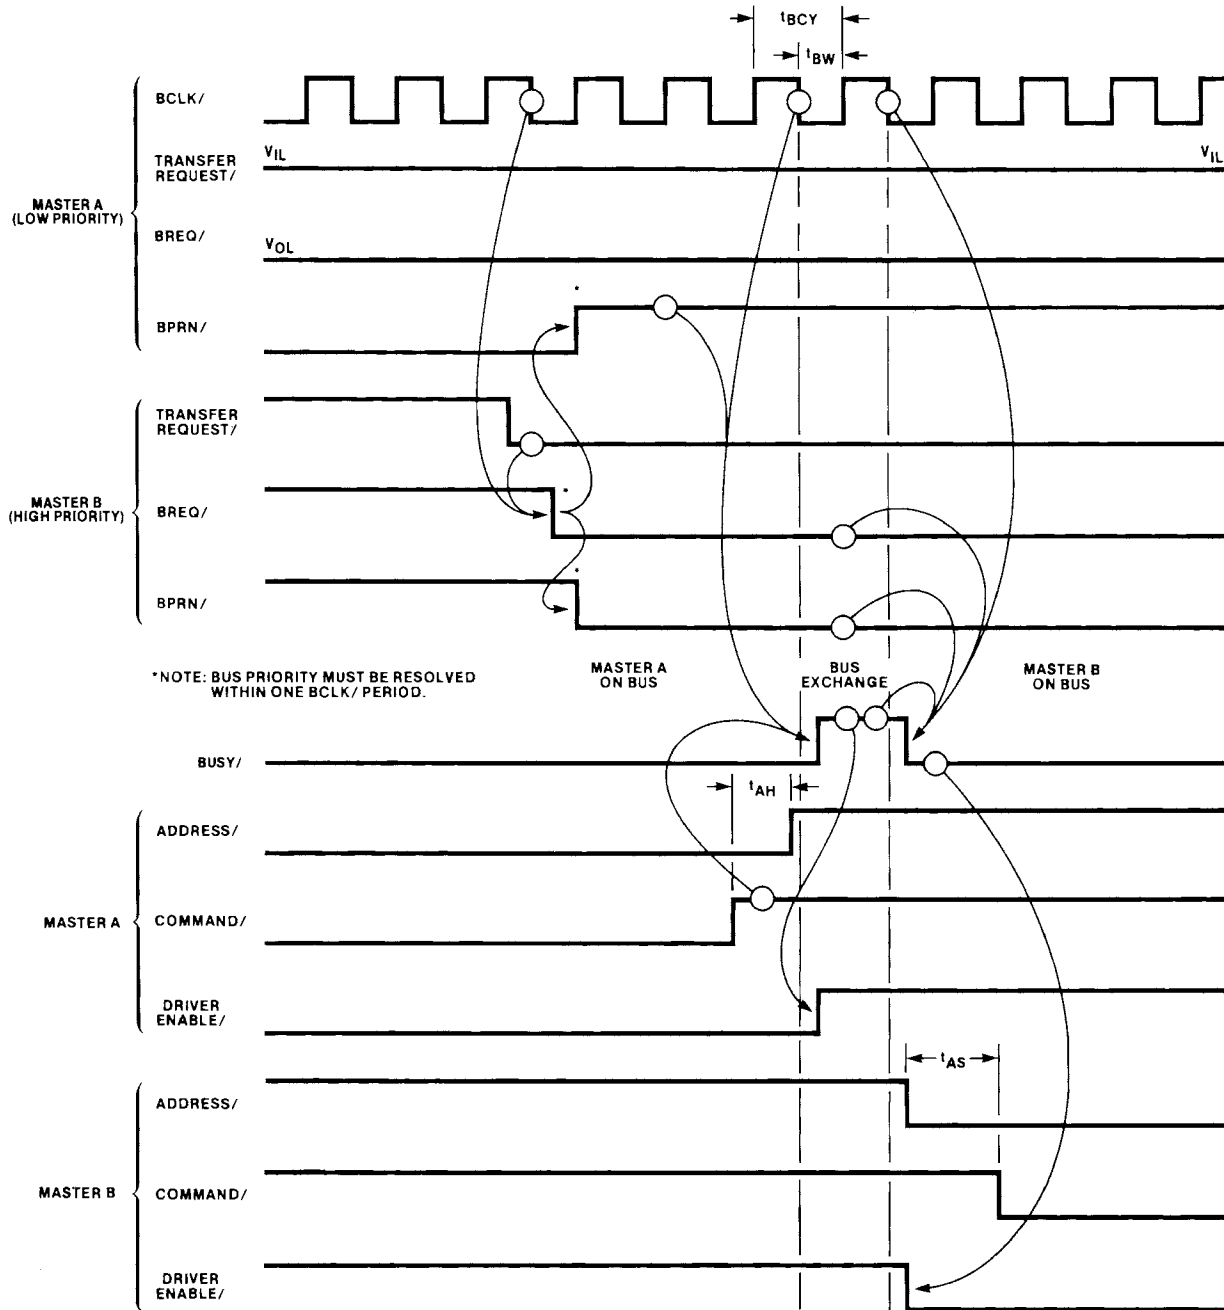 tBCY
tBW
BCLK/
VIL
VIL
TRANSFER
REQUEST/
MASTER A
(LOW PRIORITY)
BREQ/
VOL
*
BPRN/
TRANSFER
REQUEST/
MASTER B
(HIGH PRIORITY)
BREQ/
*
*
BPRN/
*NOTE: BUS PRIORITY MUST BE RESOLVED
WITHIN ONE BCLK/ PERIOD.
MASTER A
ON BUS
BUS
EXCHANGE
MASTER B
ON BUS
BUSY/
tAH
ADDRESS/
MASTER A
COMMAND/
DRIVER
ENABLE/
tAS
ADDRESS/
MASTER B
COMMAND/
DRIVER
ENABLE/